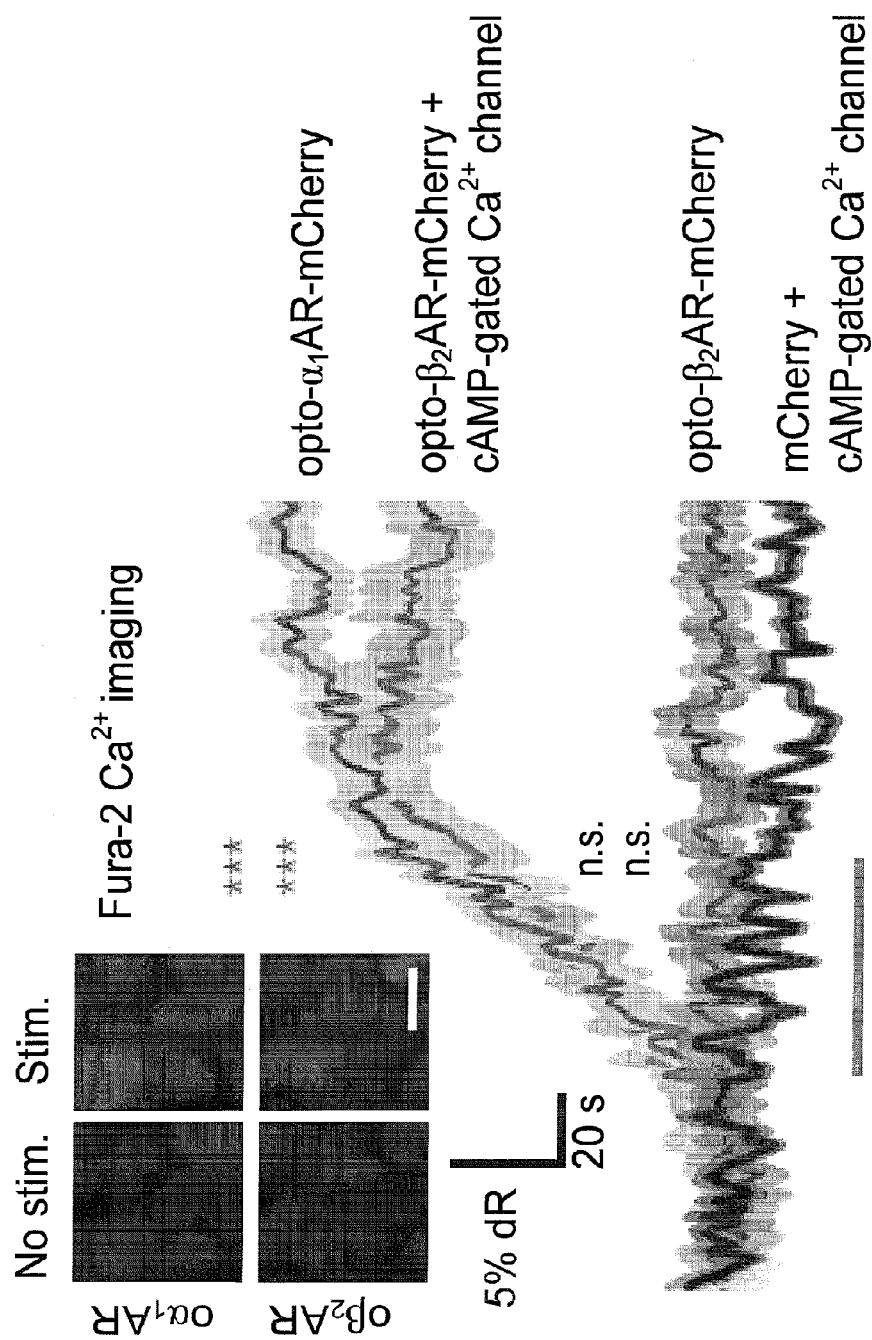 Fura-2 Ca²⁺ imaging
No stim.
Stim.
oα₁AR
oβ₂AR
***
***
5% dR
20 s
n.s.
n.s.
opto-α₁AR-mCherry
opto-β₂AR-mCherry +
cAMP-gated Ca²⁺ channel
opto-β₂AR-mCherry
mCherry +
cAMP-gated Ca²⁺ channel